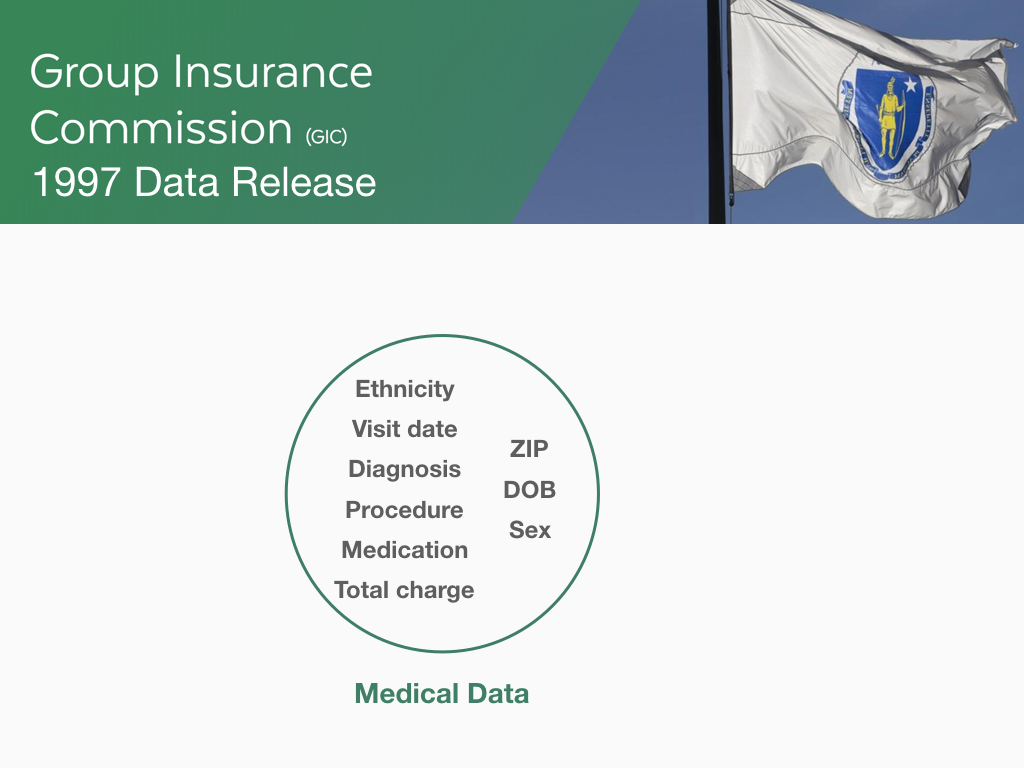 Group Insurance
Commission (GIC)
1997 Data Release
Ethnicity
Visit date
Diagnosis
Procedure
Medication
Total charge
ZIP
DOB
Sex
Medical Data